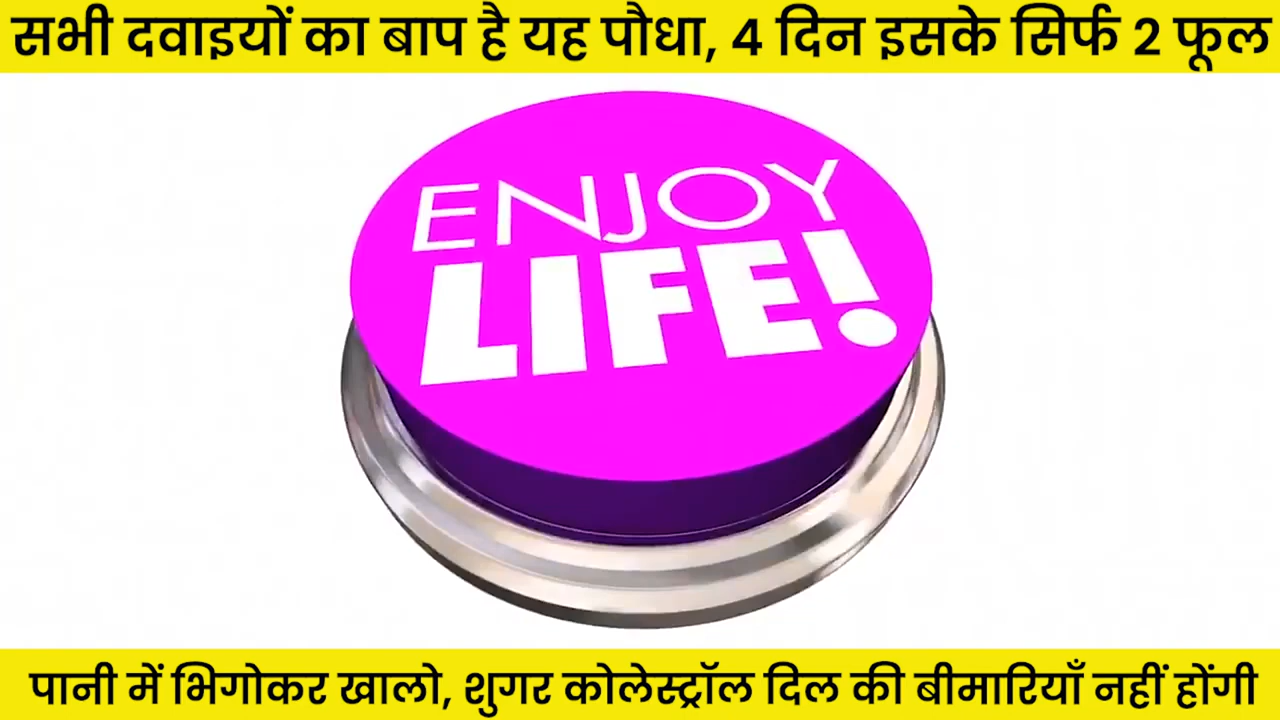 सभी दवाइयों का बाप है यह पौधा, 4 दिन इसके सिर्फ 2 फूल
ENJOY
LIFE!
पानी में भिगोकर खालो, शुगर कोलेस्ट्रॉल दिल की बीमारियाँ नहीं होंगी